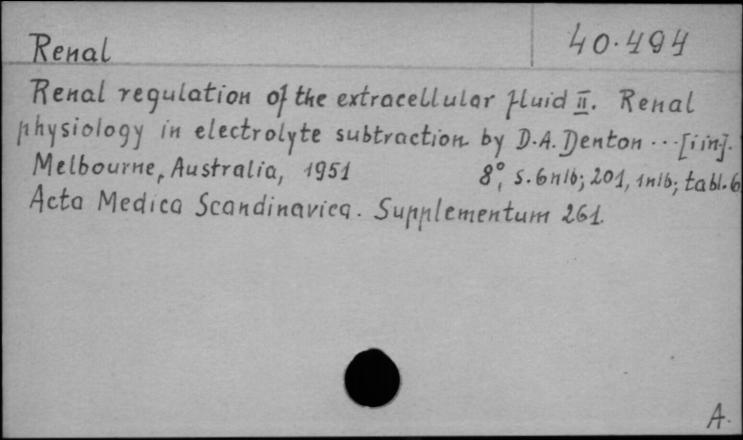 Renal
40.494
Renal regulation of the extracellular fluid II. Renal
physiology in electrolyte subtraction by D.A. Denton ... [i in].
Melbourne, Australia, 1951
8°, s. 6nlb; 201, 1nlb; tabl. 6
Acta Medica Scandinavica. Supplementum 261.
A.